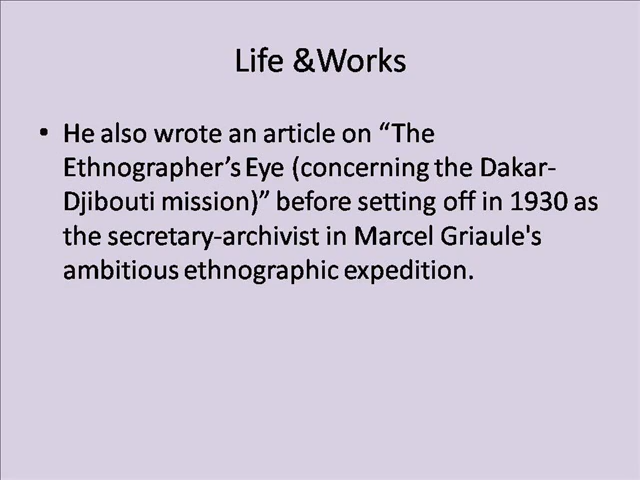 Life &Works
• He also wrote an article on “The
Ethnographer’s Eye (concerning the Dakar-
Djibouti mission)” before setting off in 1930 as
the secretary-archivist in Marcel Griaule's
ambitious ethnographic expedition.